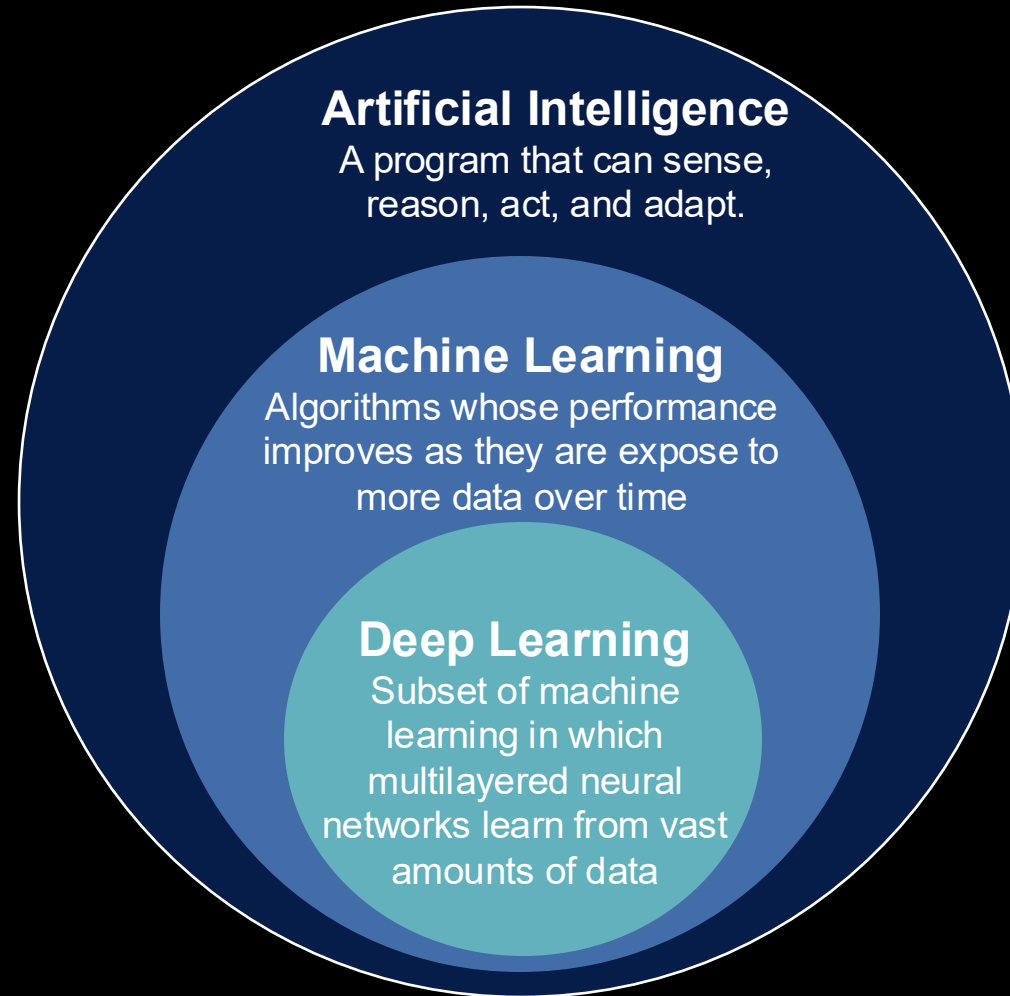 Artificial Intelligence
A program that can sense,
reason, act, and adapt.
Machine Learning
Algorithms whose performance
improves as they are expose to
more data over time
Deep Learning
Subset of machine
learning in which
multilayered neural
networks learn from vast
amounts of data